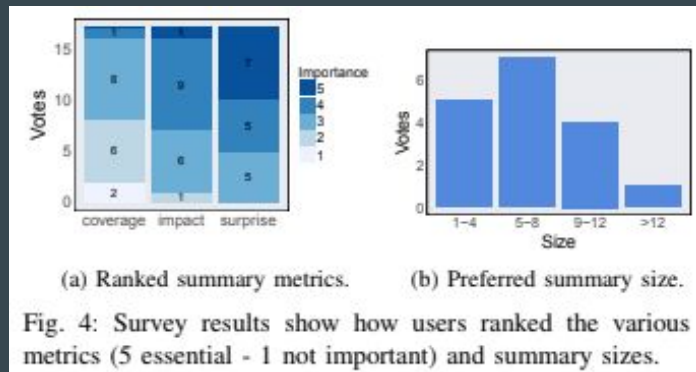 15
10
5
0
Votes
1
8
6
2
1
9
6
1
7
5
5
coverage impact surprise
Importance
5
4
3
2
1
6
4
2
0
Votes
1-4 5-8 9-12 >12
Size
(a) Ranked summary metrics.
(b) Preferred summary size.
Fig. 4: Survey results show how users ranked the various
metrics (5 essential - 1 not important) and summary sizes.